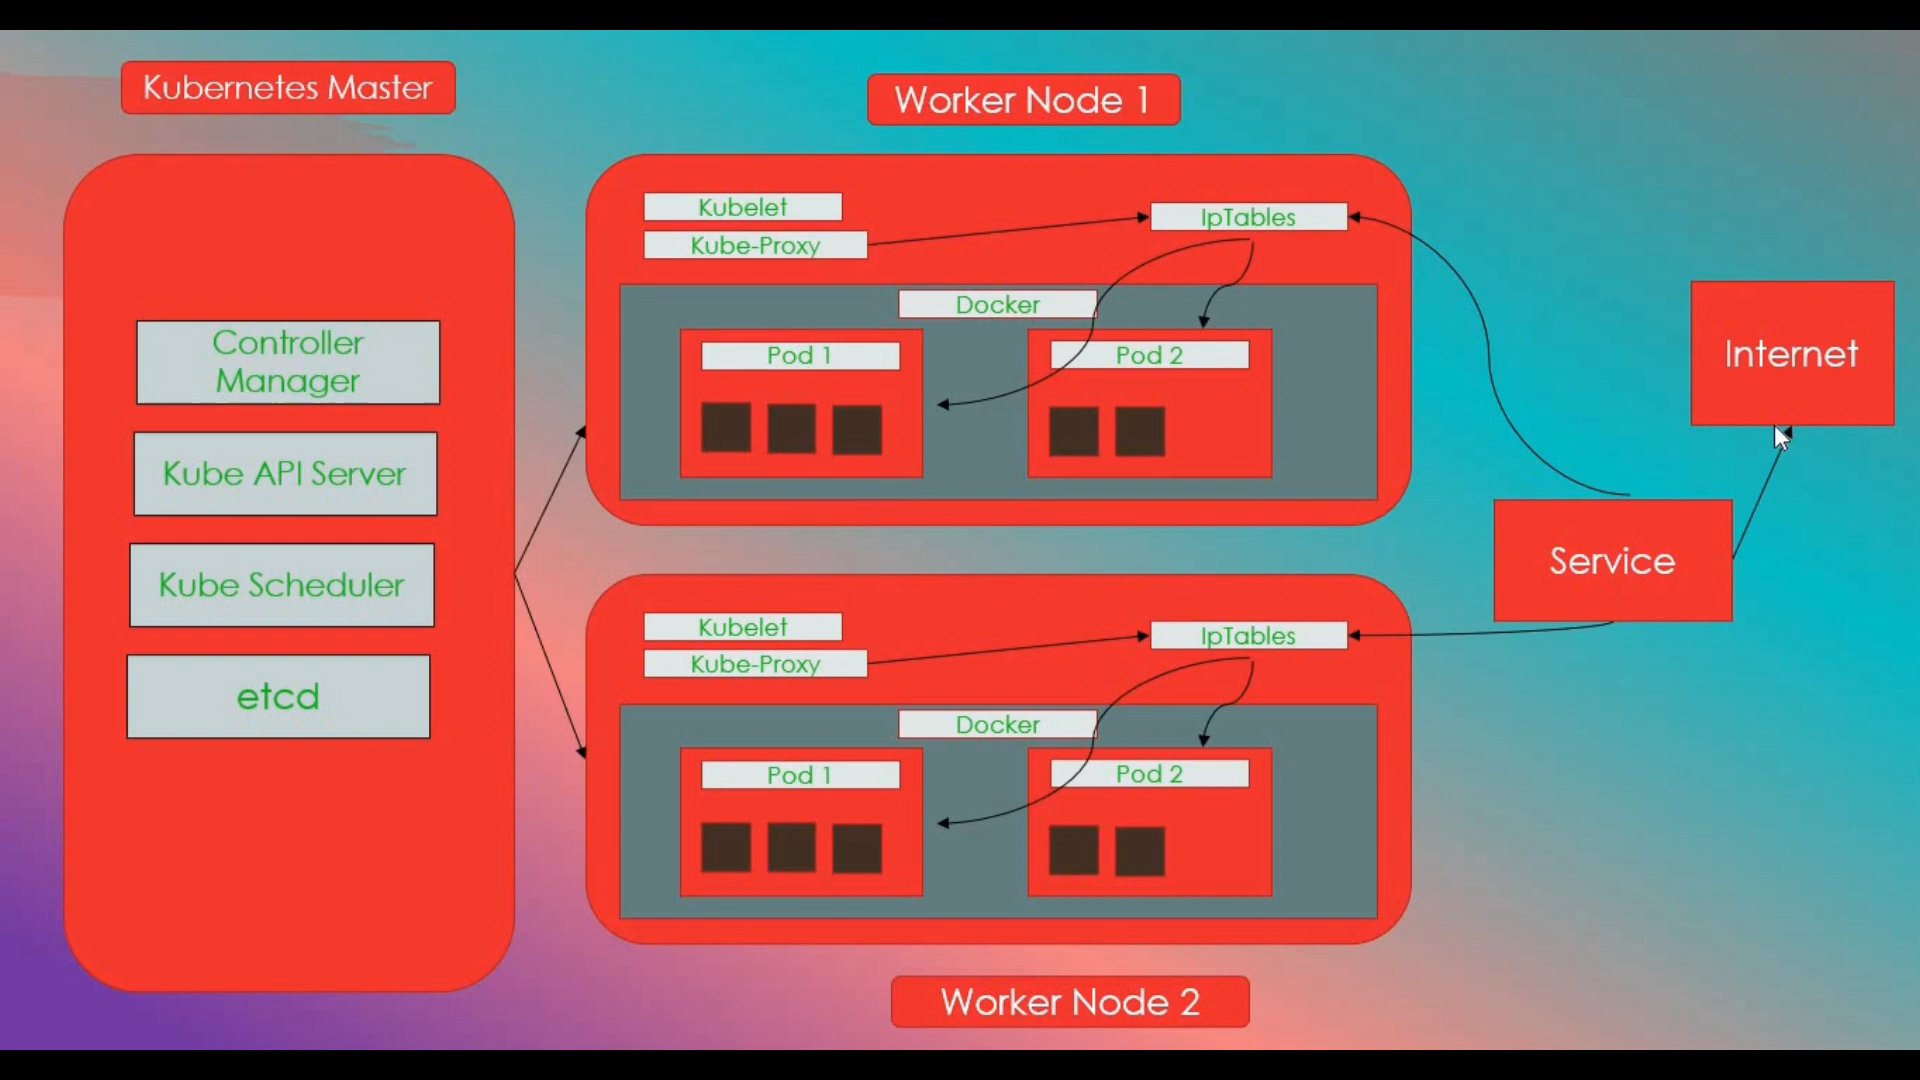 Kubernetes Master
Controller
Manager
Kube API Server
Kube Scheduler
etcd
Worker Node 1
Kubelet
Kube-Proxy
IpTables
Docker
Pod 1
Pod 2
Kubelet
Kube-Proxy
IpTables
Docker
Pod 1
Pod 2
Worker Node 2
Internet
Service